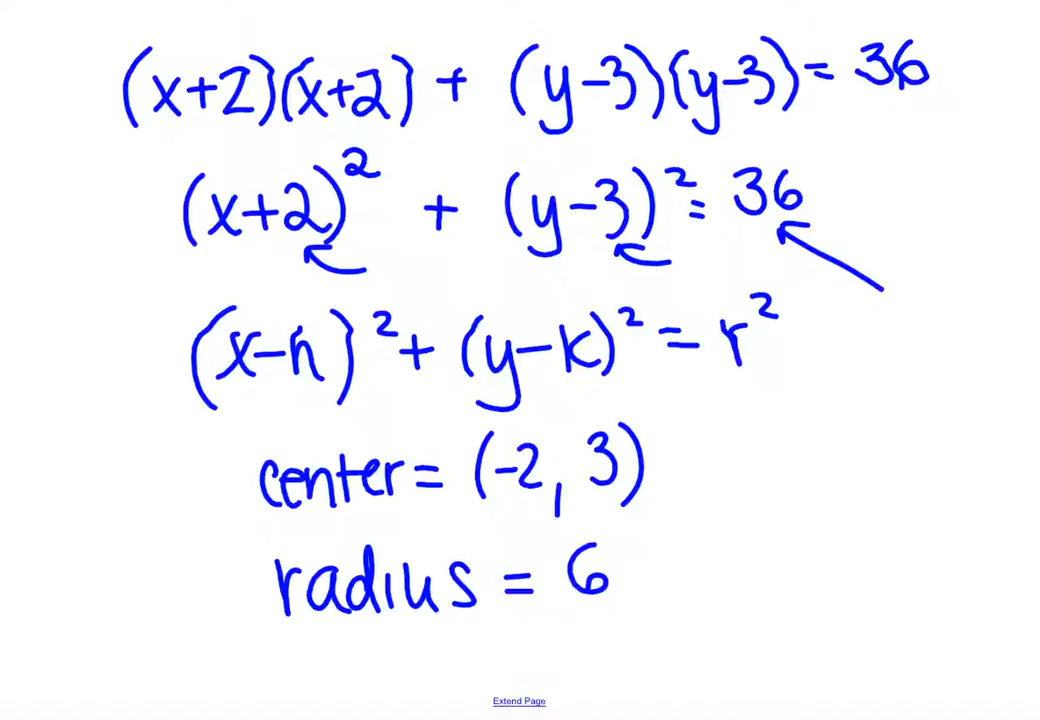 (x+2)(x+2) + (y-3)(y-3) = 36
(x+2)² + (y-3)² = 36
(x-h)² + (y-k)² = r²
center = (-2, 3)
radius = 6
Extend Page